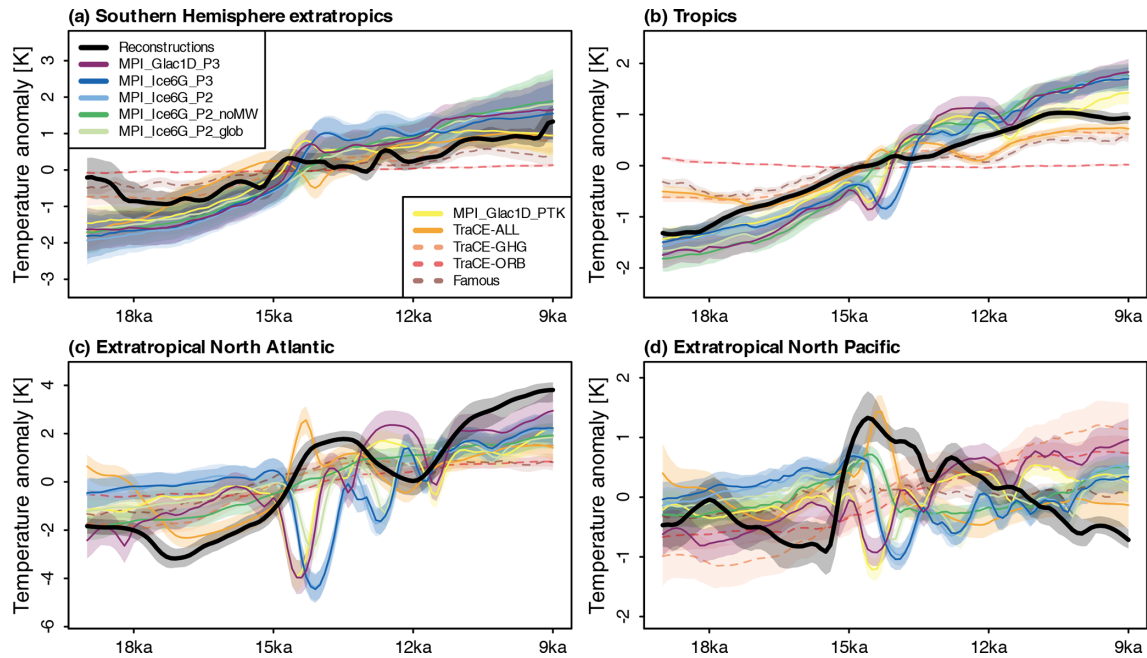 (a) Southern Hemisphere extratropics
Temperature anomaly [K]
3
2
1
0
-1
-2
-3
Reconstructions
MPI_Glac1D_P3
MPI_Ice6G_P3
MPI_Ice6G_P2
MPI_Ice6G_P2_noMW
MPI_Ice6G_P2_glob
MPI_Glac1D_PTK
TraCE-ALL
TraCE-GHG
TraCE-ORB
Famous
18ka 15ka 12ka 9ka
(b) Tropics
Temperature anomaly [K]
2
1
0
-1
-2
18ka 15ka 12ka 9ka
(c) Extratropical North Atlantic
Temperature anomaly [K]
4
2
0
-2
-4
-6
18ka 15ka 12ka 9ka
(d) Extratropical North Pacific
Temperature anomaly [K]
2
1
0
-1
-2
18ka 15ka 12ka 9ka